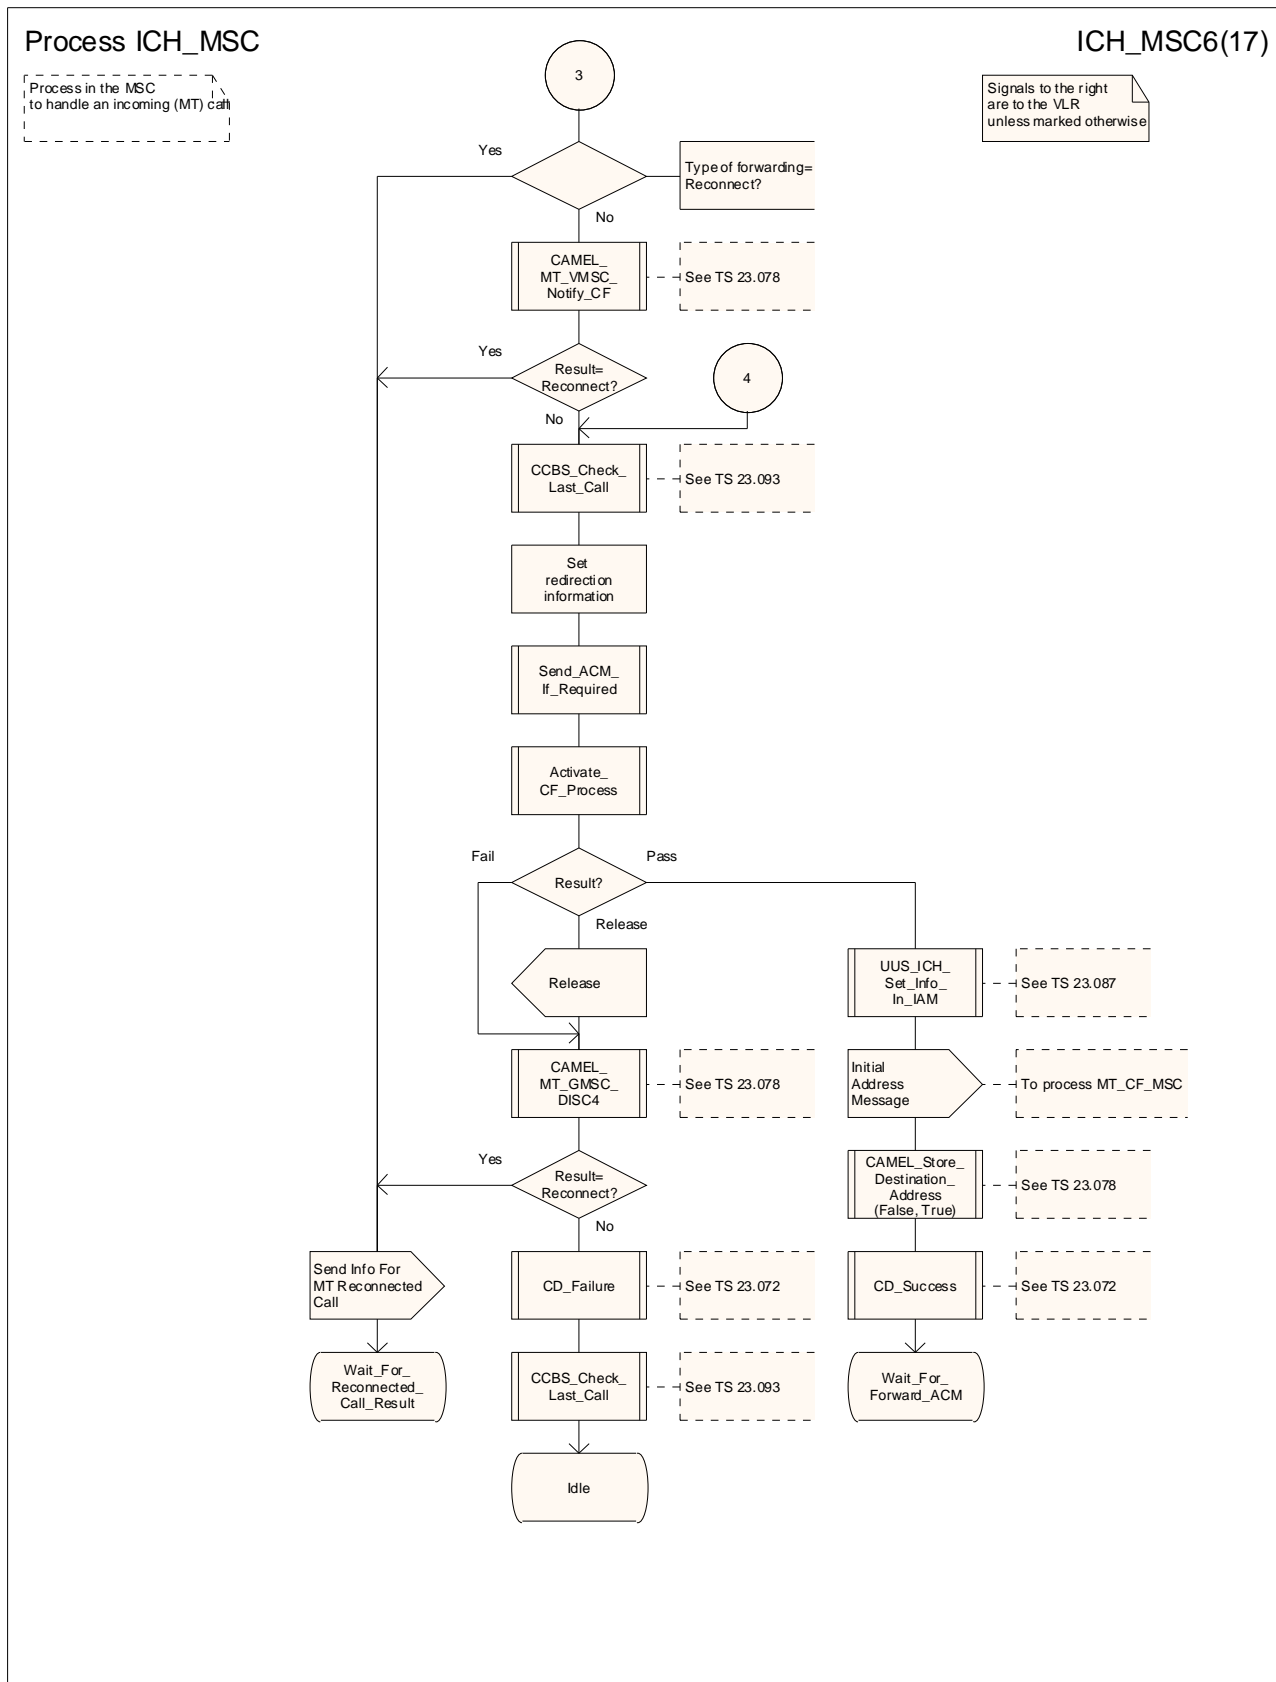 Process ICH_MSC
ICH_MSC6(17)
Process in the MSC
to handle an incoming (MT) call
Signals to the right
are to the VLR
unless marked otherwise
3
Yes
Type of forwarding=
Reconnect?
No
CAMEL_
MT_VMSC_
Notify_CF
See TS 23.078
Yes
Result=
Reconnect?
4
No
CCBS_Check_
Last_Call
See TS 23.093
Set
redirection
information
Send_ACM_
If_Required
Activate_
CF_Process
Fail
Pass
Result?
Release
Release
UUS_ICH_
Set_Info_
In_IAM
See TS 23.087
CAMEL_
MT_GMSC_
DISC4
See TS 23.078
Initial
Address
Message
To process MT_CF_MSC
Yes
Result=
Reconnect?
No
CAMEL_Store_
Destination_
Address
(False, True)
See TS 23.078
Send Info For
MT Reconnected
Call
CD_Failure
See TS 23.072
CD_Success
See TS 23.072
Wait_For_
Reconnected_
Call_Result
CCBS_Check_
Last_Call
See TS 23.093
Wait_For_
Forward_ACM
Idle